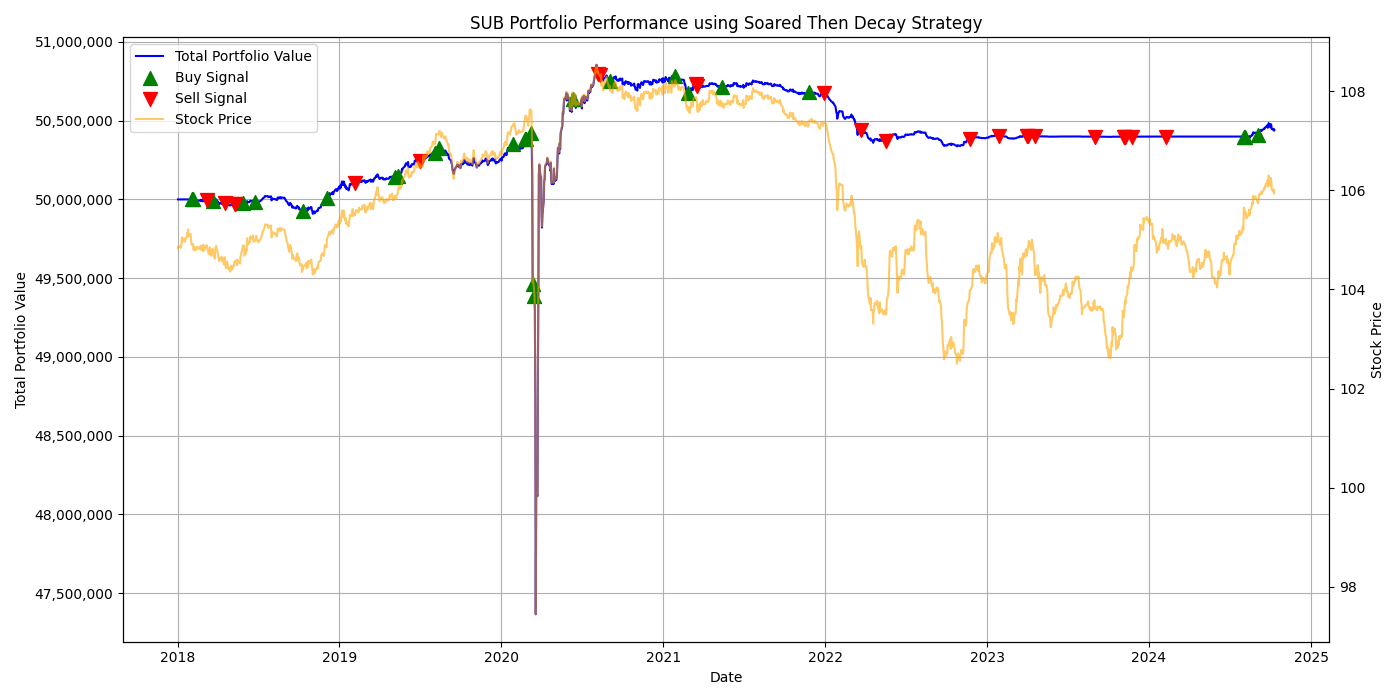 SUB Portfolio Performance using Soared Then Decay Strategy
Total Portfolio Value
Buy Signal
Sell Signal
Stock Price
51,000,000
50,500,000
50,000,000
49,500,000
49,000,000
48,500,000
48,000,000
47,500,000
Total Portfolio Value
108
106
104
102
100
98
Stock Price
2018 2019 2020 2021 2022 2023 2024 2025
Date